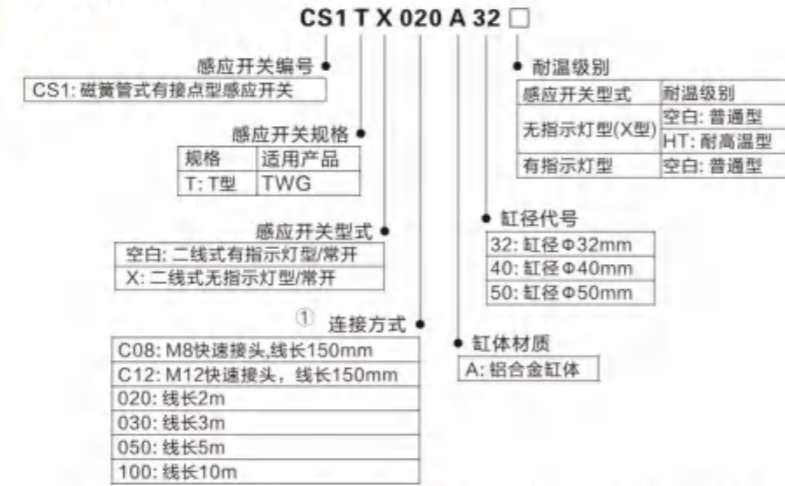 CS1 T X 020 A 32 □
感应开关编号
CS1: 磁簧管式有接点型感应开关
感应开关规格
规格 适用产品
T: T型 TWG
感应开关型式
空白: 二线式有指示灯型/常开
X: 二线式无指示灯型/常开
① 连接方式
C08: M8快速接头,线长150mm
C12: M12快速接头，线长150mm
020: 线长2m
030: 线长3m
050: 线长5m
100: 线长10m
耐温级别
感应开关型式 耐温级别
无指示灯型(X型) 空白: 普通型
HT: 耐高温型
有指示灯型 空白: 普通型
缸径代号
32: 缸径Φ32mm
40: 缸径Φ40mm
50: 缸径Φ50mm
缸体材质
A: 铝合金缸体